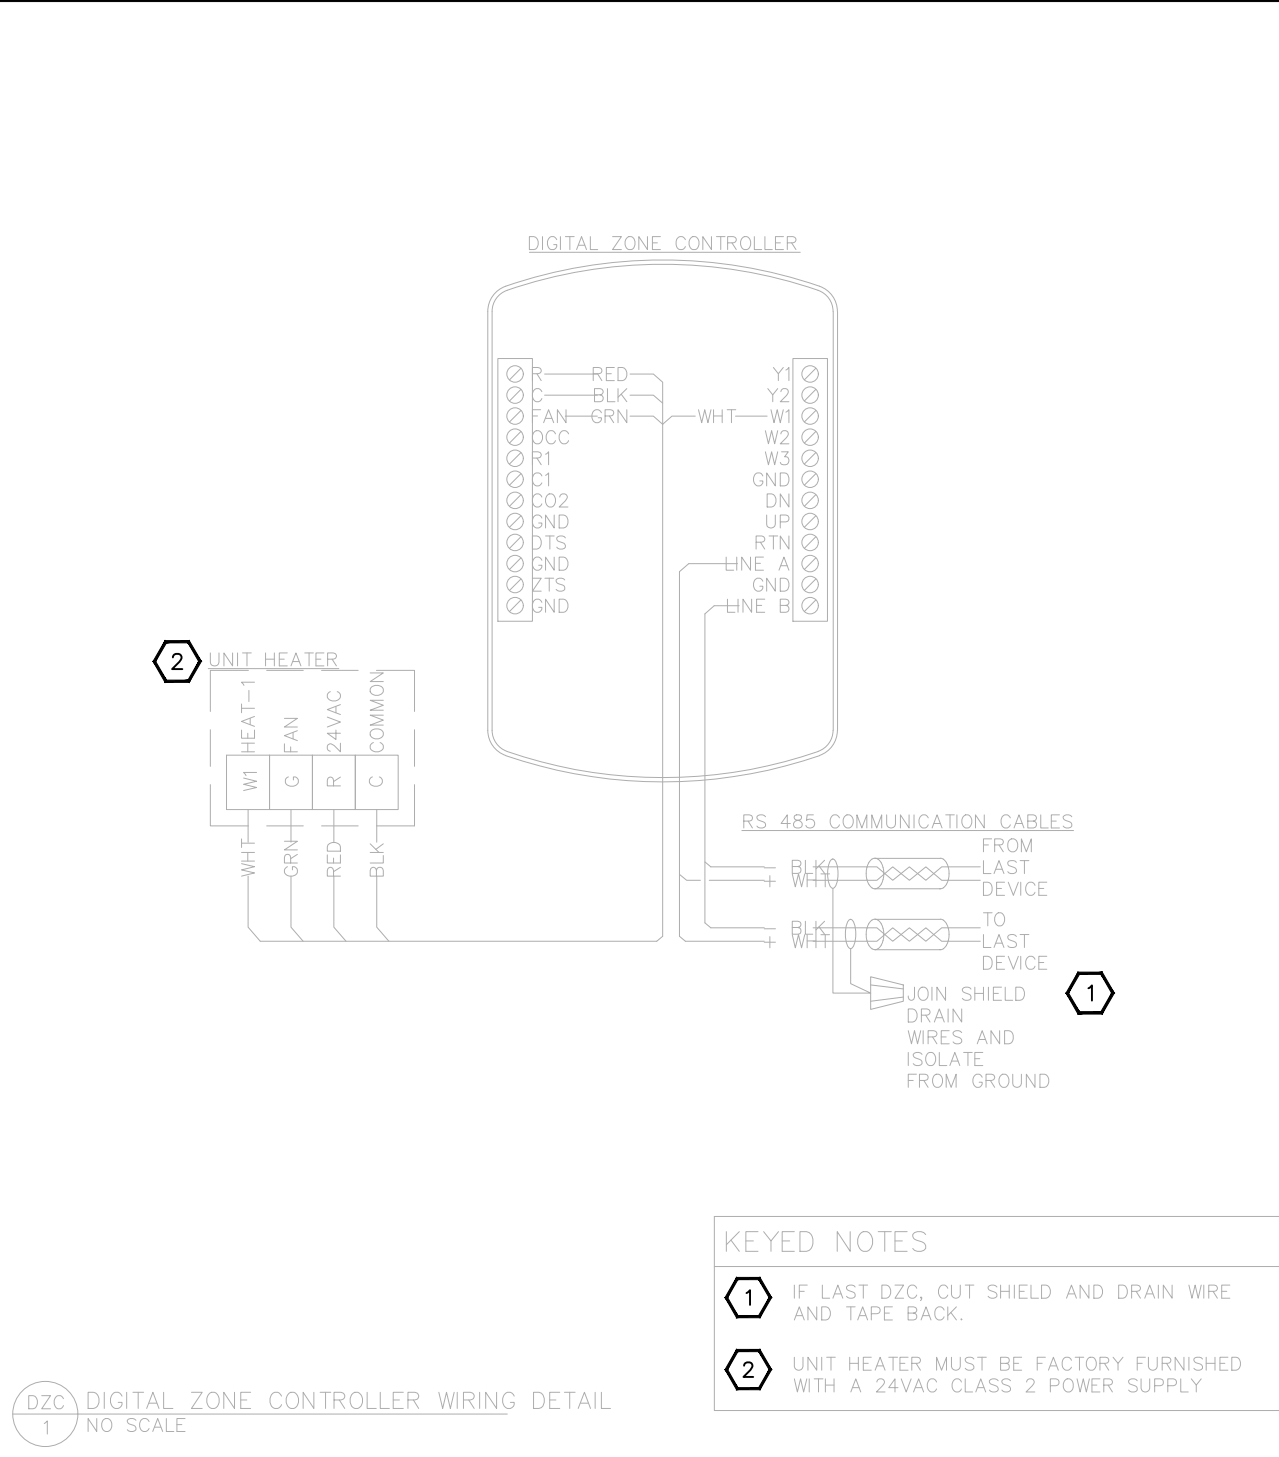 DIGITAL ZONE CONTROLLER
R RED Y1
C BLK Y2
FAN GRN WHT W1
OCC W2
R1 W3
C1 GND
CO2 DN
GND UP
DTS RTN
GND LINE A
ZTS GND
GND LINE B
2 UNIT HEATER
HEAT-1 FAN 24VAC COMMON
W1 G R C
WHT GRN RED BLK
RS 485 COMMUNICATION CABLES
FROM
- BLK LAST
+ WHT DEVICE
TO
- BLK LAST
+ WHT DEVICE
JOIN SHIELD 1
DRAIN
WIRES AND
ISOLATE
FROM GROUND
KEYED NOTES
1 IF LAST DZC, CUT SHIELD AND DRAIN WIRE
AND TAPE BACK.
2 UNIT HEATER MUST BE FACTORY FURNISHED
WITH A 24VAC CLASS 2 POWER SUPPLY
DZC DIGITAL ZONE CONTROLLER WIRING DETAIL
1 NO SCALE